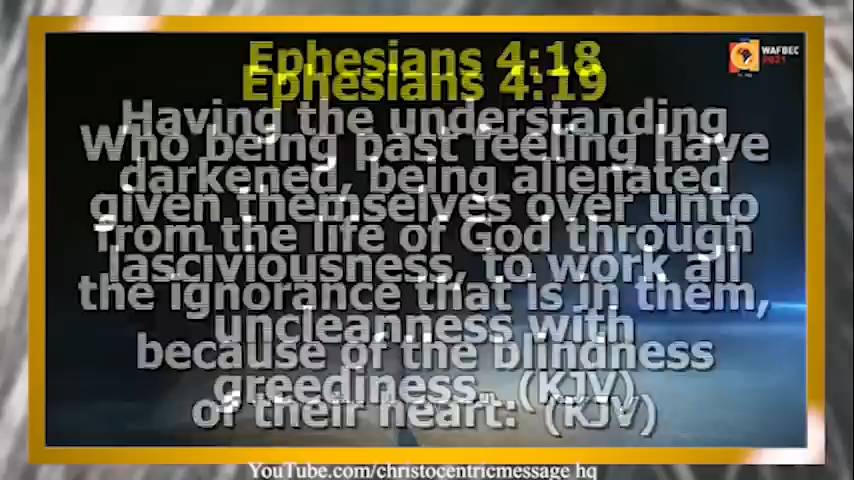 Ephesians 4:18
Ephesians 4:19
WAFBEC
2021
Having the understanding
Who being past feeling have
darkened, being alienated
given themselves over unto
from the life of God through
lasciviousness, to work all
the ignorance that is in them,
uncleanness with
because of the blindness
greediness. (KJV)
of their heart: (KJV)
YouTube.com/christocentricmessage hq